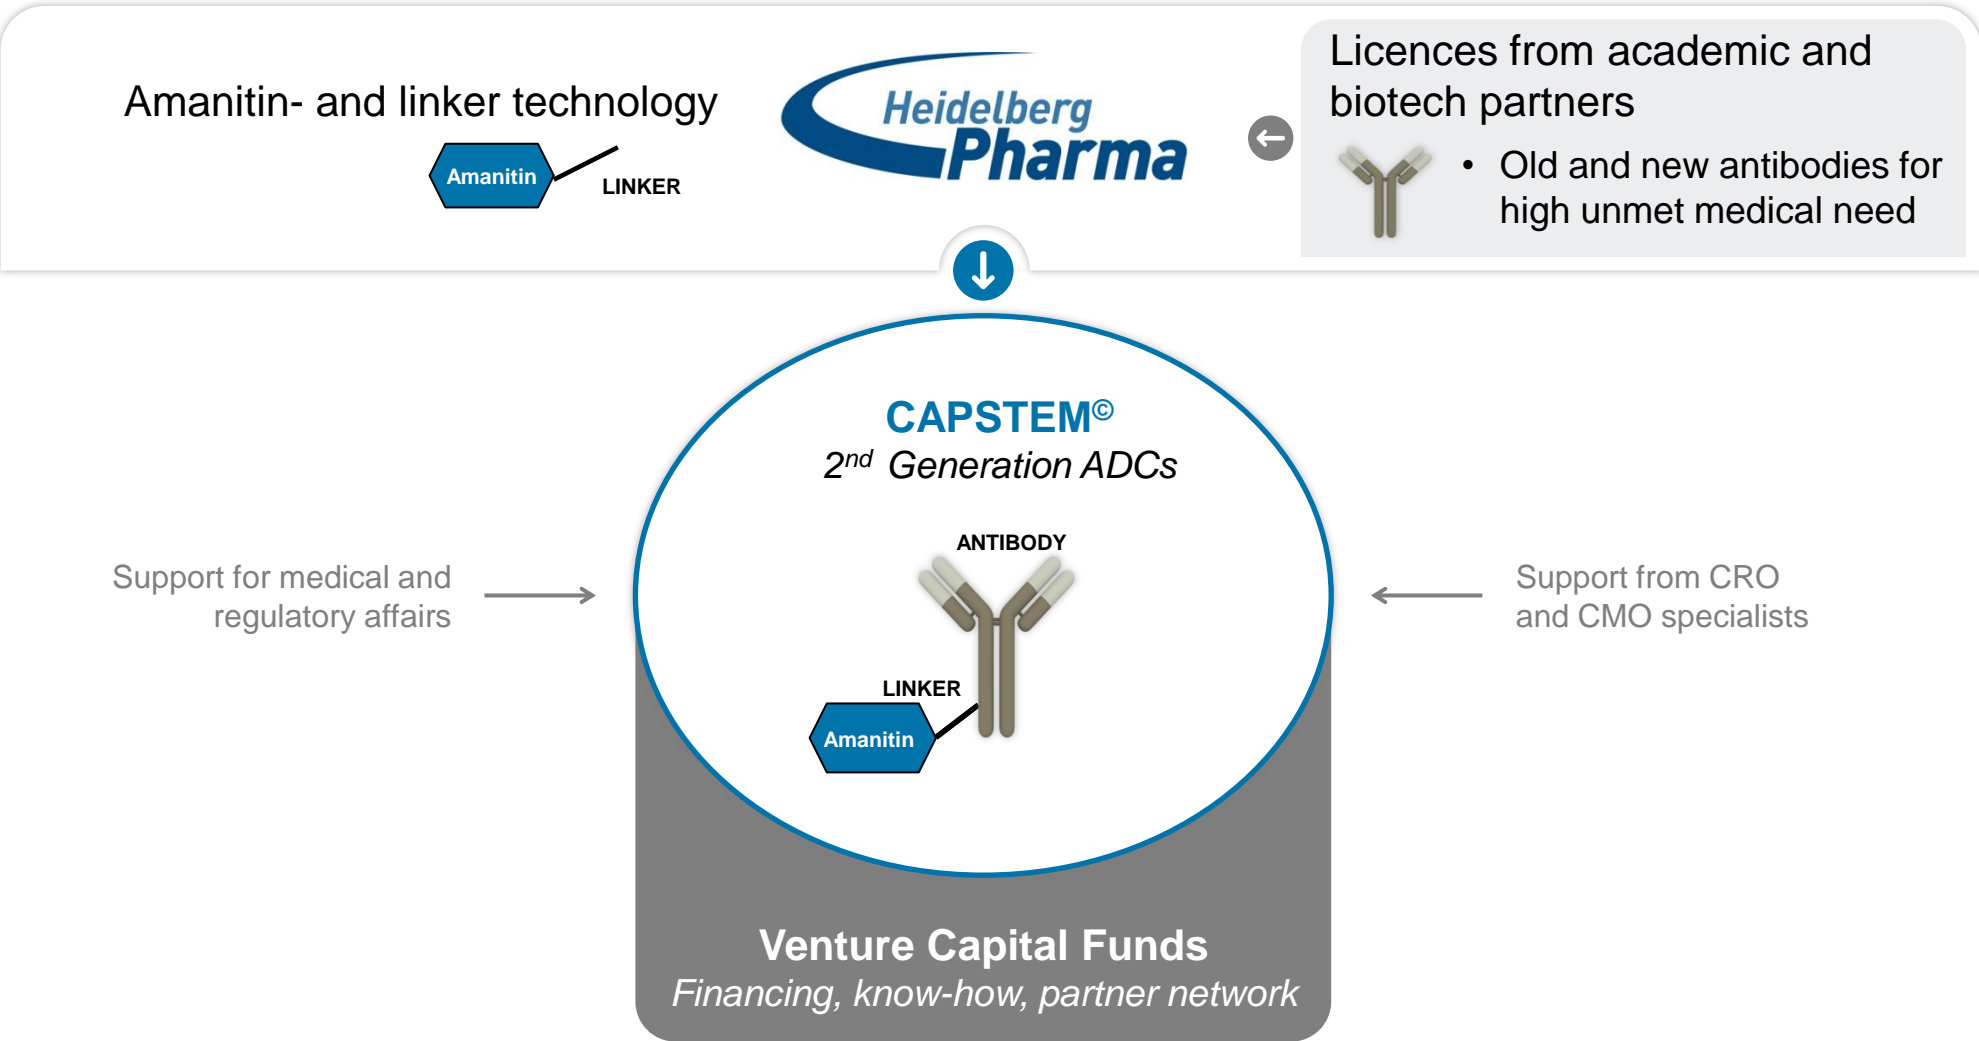 Amanitin- and linker technology
Amanitin
LINKER
Heidelberg
Pharma
Licences from academic and
biotech partners
• Old and new antibodies for
high unmet medical need
CAPSTEM©
2nd Generation ADCs
ANTIBODY
LINKER
Amanitin
Support for medical and
regulatory affairs
Support from CRO
and CMO specialists
Venture Capital Funds
Financing, know-how, partner network